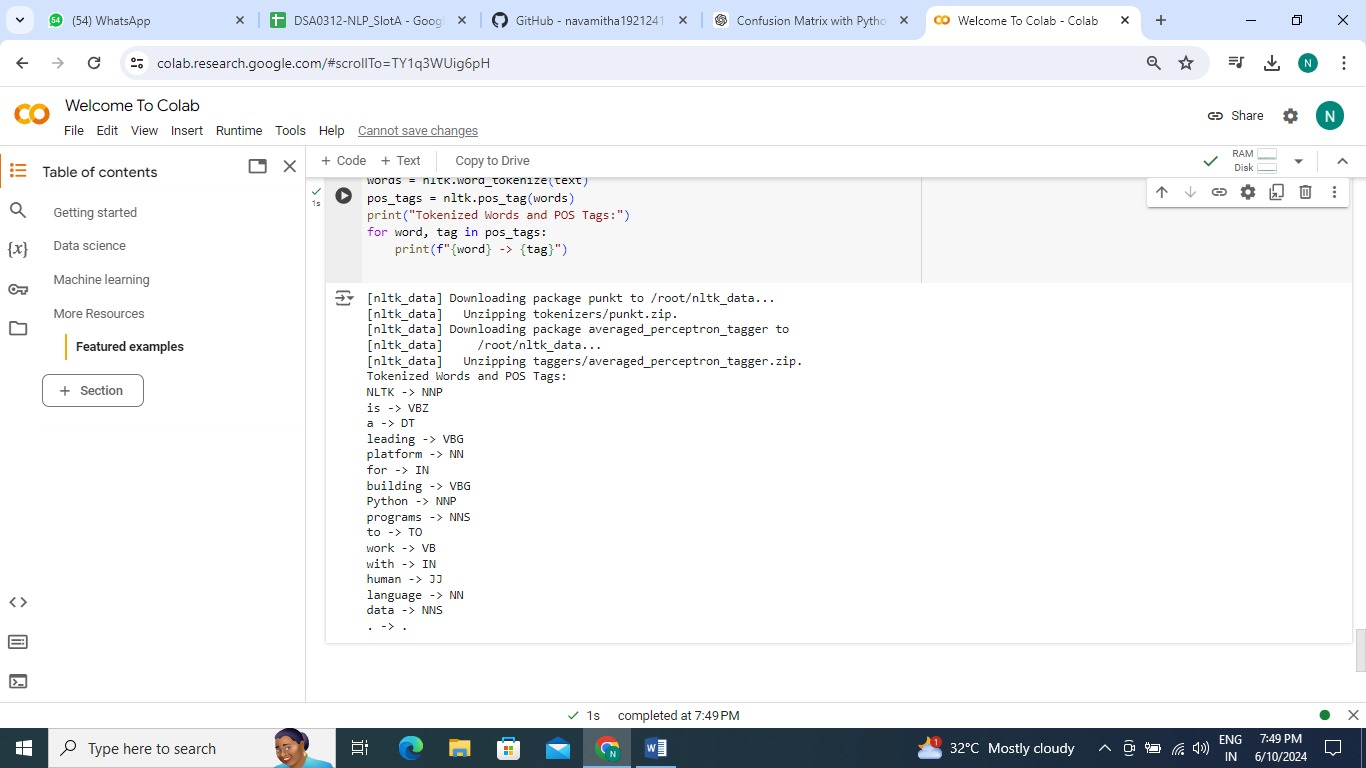 (54) WhatsApp
DSA0312-NLP_SlotA - Goog
GitHub - navamitha1921241
Confusion Matrix with Pytho
Welcome To Colab - Colab
colab.research.google.com/#scrollTo=TY1q3WUig6pH
N
Welcome To Colab
File Edit View Insert Runtime Tools Help Cannot save changes
Share
N
+ Code + Text Copy to Drive
RAM
Disk
Table of contents
Getting started
Data science
Machine learning
More Resources
Featured examples
+ Section
{x}
1s
words = nltk.word_tokenize(text)
pos_tags = nltk.pos_tag(words)
print("Tokenized Words and POS Tags:")
for word, tag in pos_tags:
print(f"{word} -> {tag}")
[nltk_data] Downloading package punkt to /root/nltk_data...
[nltk_data] Unzipping tokenizers/punkt.zip.
[nltk_data] Downloading package averaged_perceptron_tagger to
[nltk_data] /root/nltk_data...
[nltk_data] Unzipping taggers/averaged_perceptron_tagger.zip.
Tokenized Words and POS Tags:
NLTK -> NNP
is -> VBZ
a -> DT
leading -> VBG
platform -> NN
for -> IN
building -> VBG
Python -> NNP
programs -> NNS
to -> TO
work -> VB
with -> IN
human -> JJ
language -> NN
data -> NNS
. -> .
1s completed at 7:49 PM
Type here to search
1
32°C Mostly cloudy
ENG
IN
7:49 PM
6/10/2024